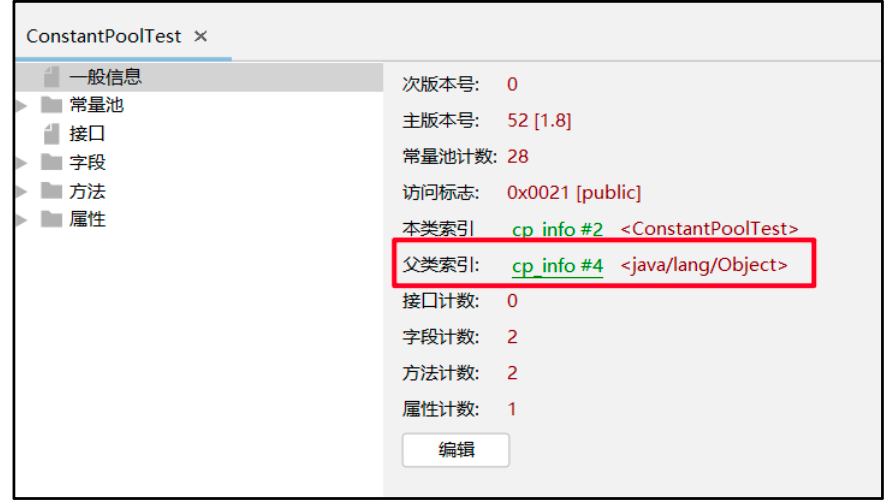 ConstantPoolTest ×
一般信息
常量池
接口
字段
方法
属性
次版本号: 0
主版本号: 52 [1.8]
常量池计数: 28
访问标志: 0x0021 [public]
本类索引 cp_info #2 <ConstantPoolTest>
父类索引: cp_info #4 <java/lang/Object>
接口计数: 0
字段计数: 2
方法计数: 2
属性计数: 1
编辑